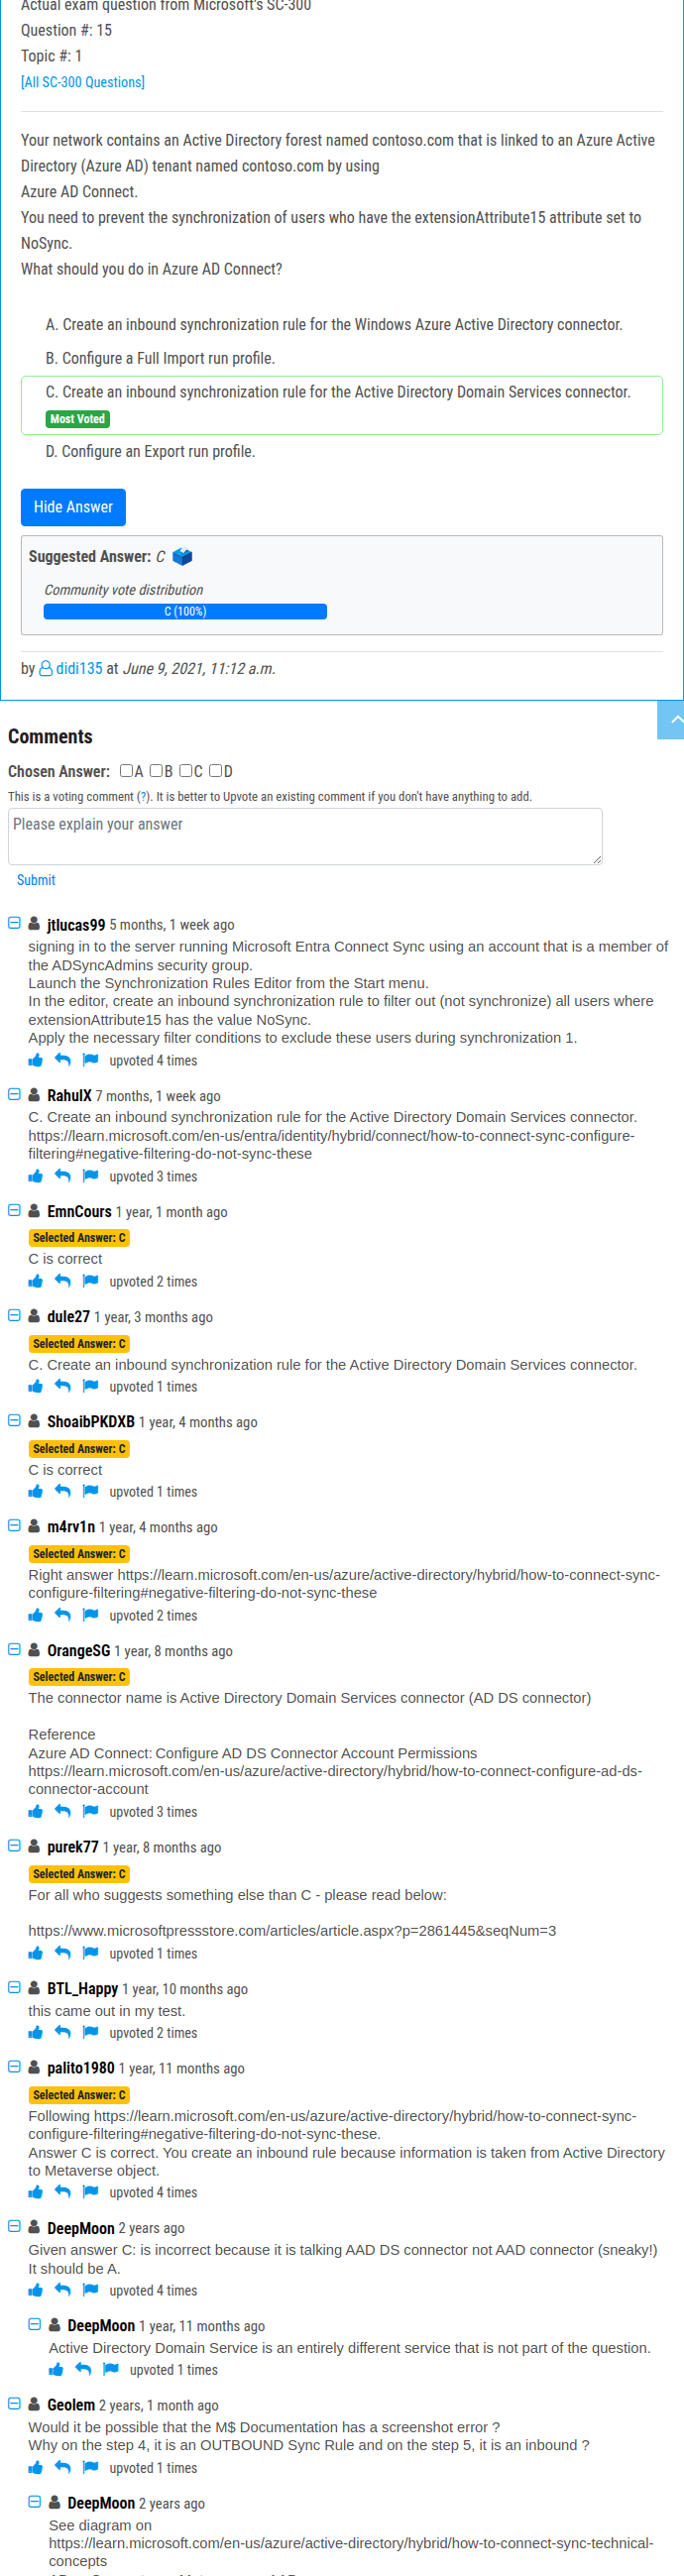 Actual exam question from Microsoft's SC-300
Question #: 15
Topic #: 1
[All SC-300 Questions]
Your network contains an Active Directory forest named contoso.com that is linked to an Azure Active
Directory (Azure AD) tenant named contoso.com by using
Azure AD Connect.
You need to prevent the synchronization of users who have the extensionAttribute15 attribute set to
NoSync.
What should you do in Azure AD Connect?
A. Create an inbound synchronization rule for the Windows Azure Active Directory connector.
B. Configure a Full Import run profile.
C. Create an inbound synchronization rule for the Active Directory Domain Services connector.
Most Voted
D. Configure an Export run profile.
Hide Answer
Suggested Answer: C
Community vote distribution
C (100%)
by didi135 at June 9, 2021, 11:12 a.m.
Comments
Chosen Answer: A B C D
This is a voting comment (?). It is better to Upvote an existing comment if you don't have anything to add.
Please explain your answer
Submit
jtlucas99 5 months, 1 week ago
signing in to the server running Microsoft Entra Connect Sync using an account that is a member of
the ADSyncAdmins security group.
Launch the Synchronization Rules Editor from the Start menu.
In the editor, create an inbound synchronization rule to filter out (not synchronize) all users where
extensionAttribute15 has the value NoSync.
Apply the necessary filter conditions to exclude these users during synchronization 1.
upvoted 4 times
RahulX 7 months, 1 week ago
C. Create an inbound synchronization rule for the Active Directory Domain Services connector.
https://learn.microsoft.com/en-us/entra/identity/hybrid/connect/how-to-connect-sync-configure-
filtering#negative-filtering-do-not-sync-these
upvoted 3 times
EmnCours 1 year, 1 month ago
Selected Answer: C
C is correct
upvoted 2 times
dule27 1 year, 3 months ago
Selected Answer: C
C. Create an inbound synchronization rule for the Active Directory Domain Services connector.
upvoted 1 times
ShoaibPKDXB 1 year, 4 months ago
Selected Answer: C
C is correct
upvoted 1 times
m4rv1n 1 year, 4 months ago
Selected Answer: C
Right answer https://learn.microsoft.com/en-us/azure/active-directory/hybrid/how-to-connect-sync-
configure-filtering#negative-filtering-do-not-sync-these
upvoted 2 times
OrangeSG 1 year, 8 months ago
Selected Answer: C
The connector name is Active Directory Domain Services connector (AD DS connector)
Reference
Azure AD Connect: Configure AD DS Connector Account Permissions
https://learn.microsoft.com/en-us/azure/active-directory/hybrid/how-to-connect-configure-ad-ds-
connector-account
upvoted 3 times
purek77 1 year, 8 months ago
Selected Answer: C
For all who suggests something else than C - please read below:
https://www.microsoftpressstore.com/articles/article.aspx?p=2861445&seqNum=3
upvoted 1 times
BTL_Happy 1 year, 10 months ago
this came out in my test.
upvoted 2 times
palito1980 1 year, 11 months ago
Selected Answer: C
Following https://learn.microsoft.com/en-us/azure/active-directory/hybrid/how-to-connect-sync-
configure-filtering#negative-filtering-do-not-sync-these.
Answer C is correct. You create an inbound rule because information is taken from Active Directory
to Metaverse object.
upvoted 4 times
DeepMoon 2 years ago
Given answer C: is incorrect because it is talking AAD DS connector not AAD connector (sneaky!)
It should be A.
upvoted 4 times
DeepMoon 1 year, 11 months ago
Active Directory Domain Service is an entirely different service that is not part of the question.
upvoted 1 times
Geolem 2 years, 1 month ago
Would it be possible that the M$ Documentation has a screenshot error ?
Why on the step 4, it is an OUTBOUND Sync Rule and on the step 5, it is an inbound ?
upvoted 1 times
DeepMoon 2 years ago
See diagram on
https://learn.microsoft.com/en-us/azure/active-directory/hybrid/how-to-connect-sync-technical-
concepts